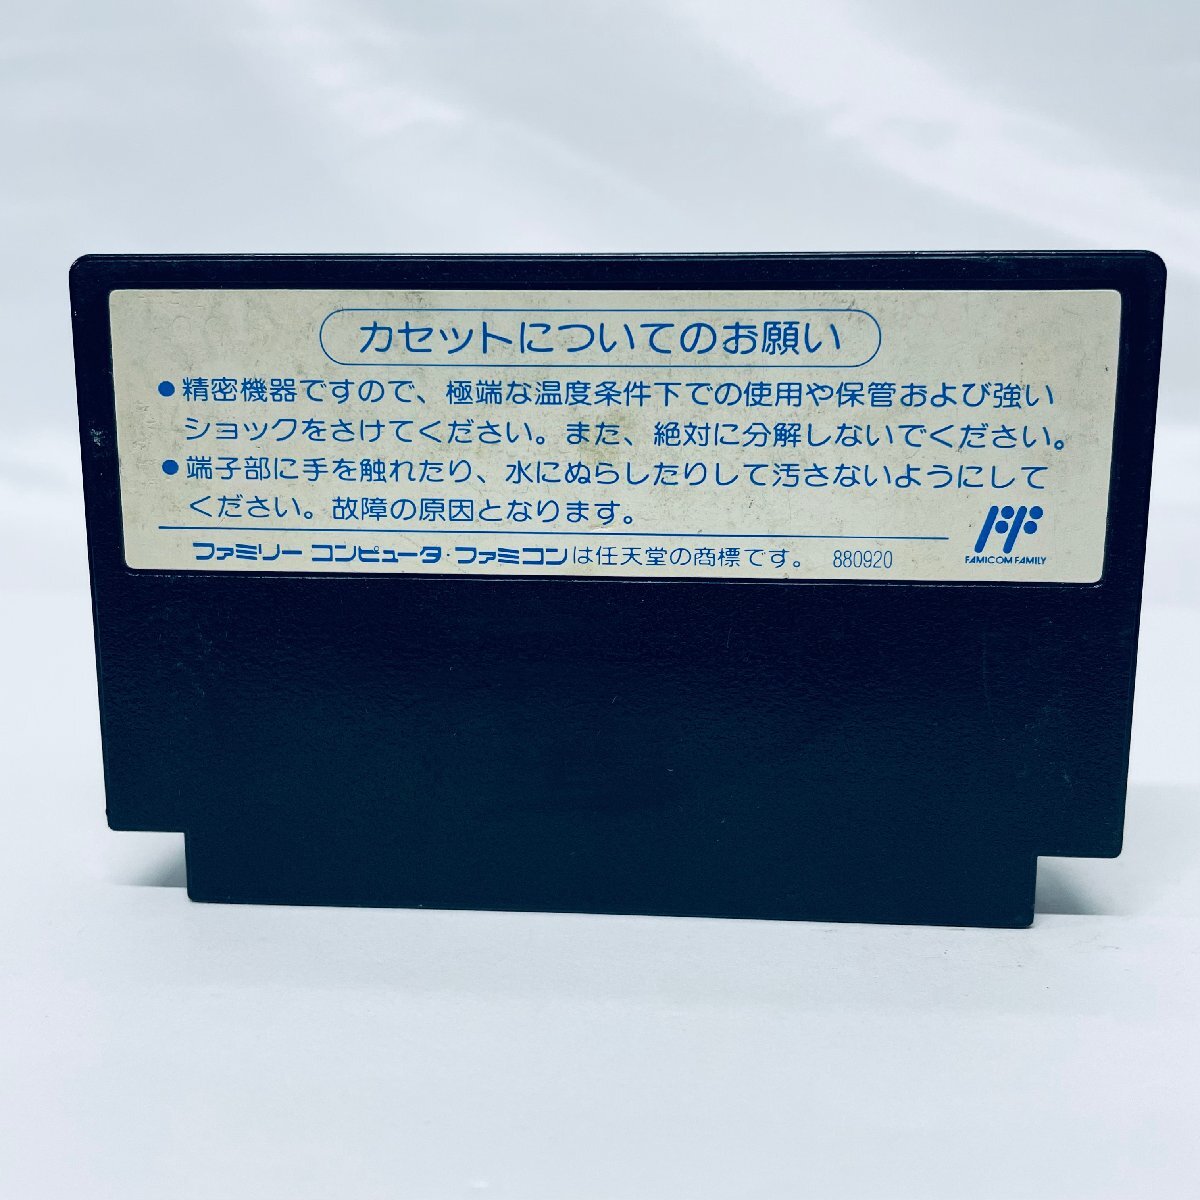 カセットについてのお願い
●精密機器ですので、極端な温度条件下での使用や保管および強い
ショックをさけてください。また、絶対に分解しないでください。
●端子部に手を触れたり、水にぬらしたりして汚さないようにして
ください。故障の原因となります。
ファミリー コンピュータ・ファミコンは任天堂の商標です。 880920
FAMICOM FAMILY